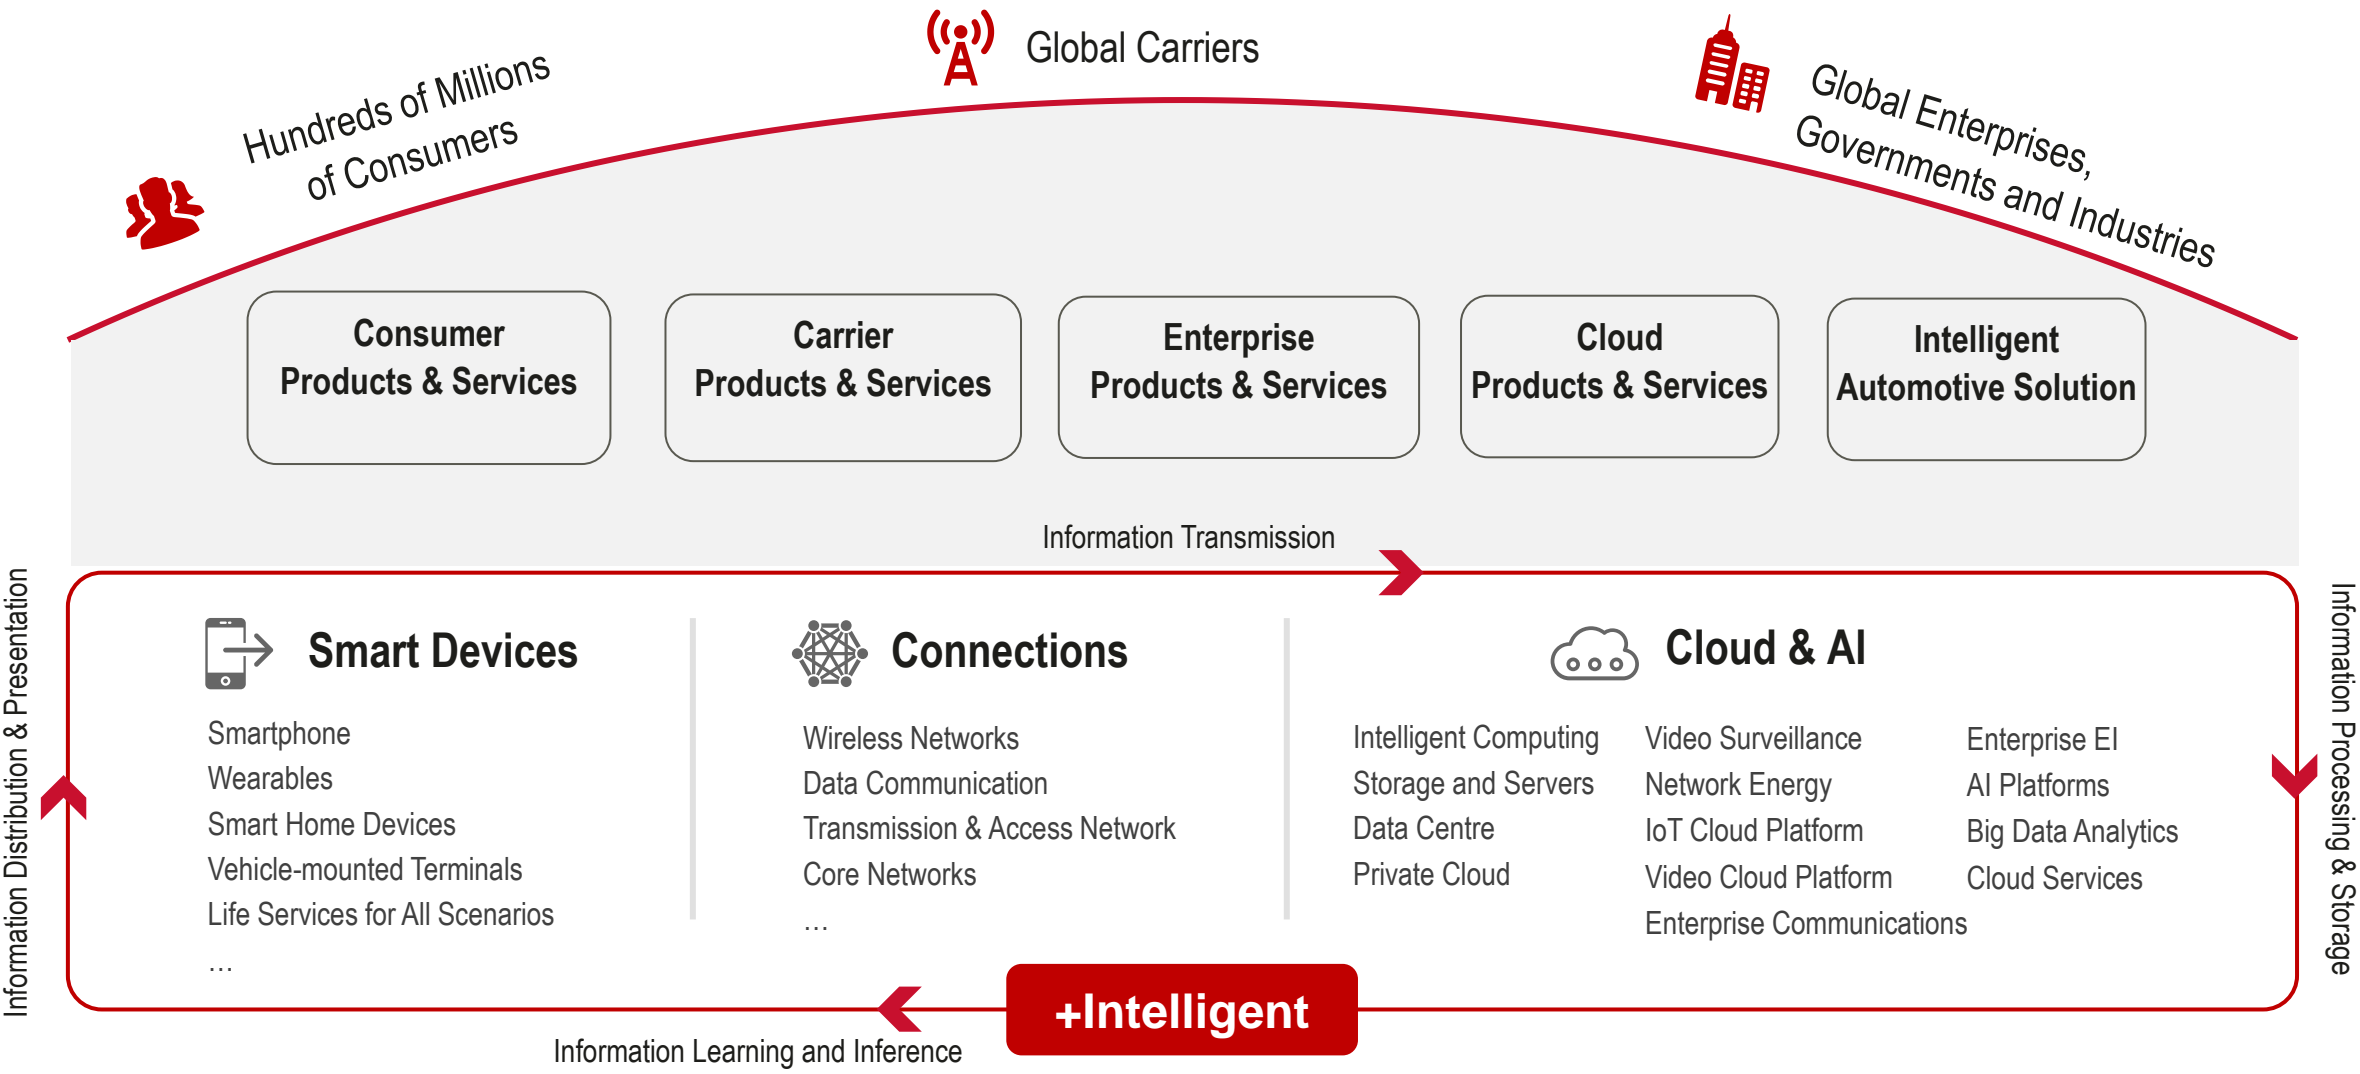 Hundreds of Millions
of Consumers
Global Carriers
Global Enterprises,
Governments and Industries
Consumer
Products & Services
Carrier
Products & Services
Enterprise
Products & Services
Cloud
Products & Services
Intelligent
Automotive Solution
Information Transmission
Information Distribution & Presentation
Smart Devices
Smartphone
Wearables
Smart Home Devices
Vehicle-mounted Terminals
Life Services for All Scenarios
…
Connections
Wireless Networks
Data Communication
Transmission & Access Network
Core Networks
…
Cloud & AI
Intelligent Computing
Storage and Servers
Data Centre
Private Cloud
Video Surveillance
Network Energy
IoT Cloud Platform
Video Cloud Platform
Enterprise Communications
Enterprise EI
AI Platforms
Big Data Analytics
Cloud Services
Information Processing & Storage
+Intelligent
Information Learning and Inference